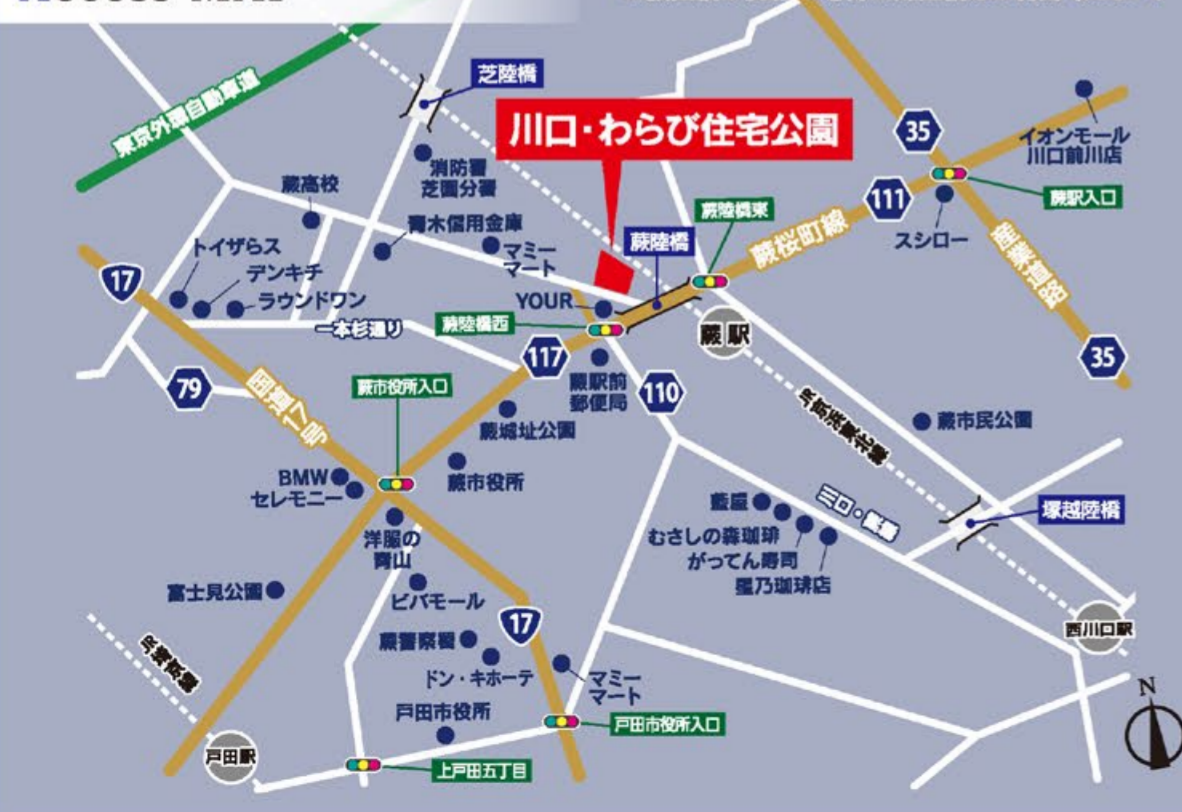 芝陸橋
川口・わらび住宅公園
東京外環自動車道
35
イオンモール
川口前川店
消防署
芝園分署
蕨高校
111
蕨駅入口
蕨陸橋東
青木信用金庫
スシロー
マミー
マート
蕨陸橋
蕨桜町線
産業道路
トイザらス
17
デンキチ
ラウンドワン
YOUR
一本杉通り
蕨陸橋西
蕨駅
117
35
蕨駅前
郵便局
79
蕨市役所入口
110
国道17号
JR京浜東北線
蕨城址公園
蕨市民公園
BMW
セレモニー
蕨市役所
藍屋
塚越陸橋
むさしの森珈琲
がってん寿司
星乃珈琲店
洋服の
青山
富士見公園
ビバモール
17
西川口駅
蕨警察署
JR埼京線
ドン・キホーテ
マミー
マート
N
戸田市役所
戸田市役所入口
戸田駅
上戸田五丁目